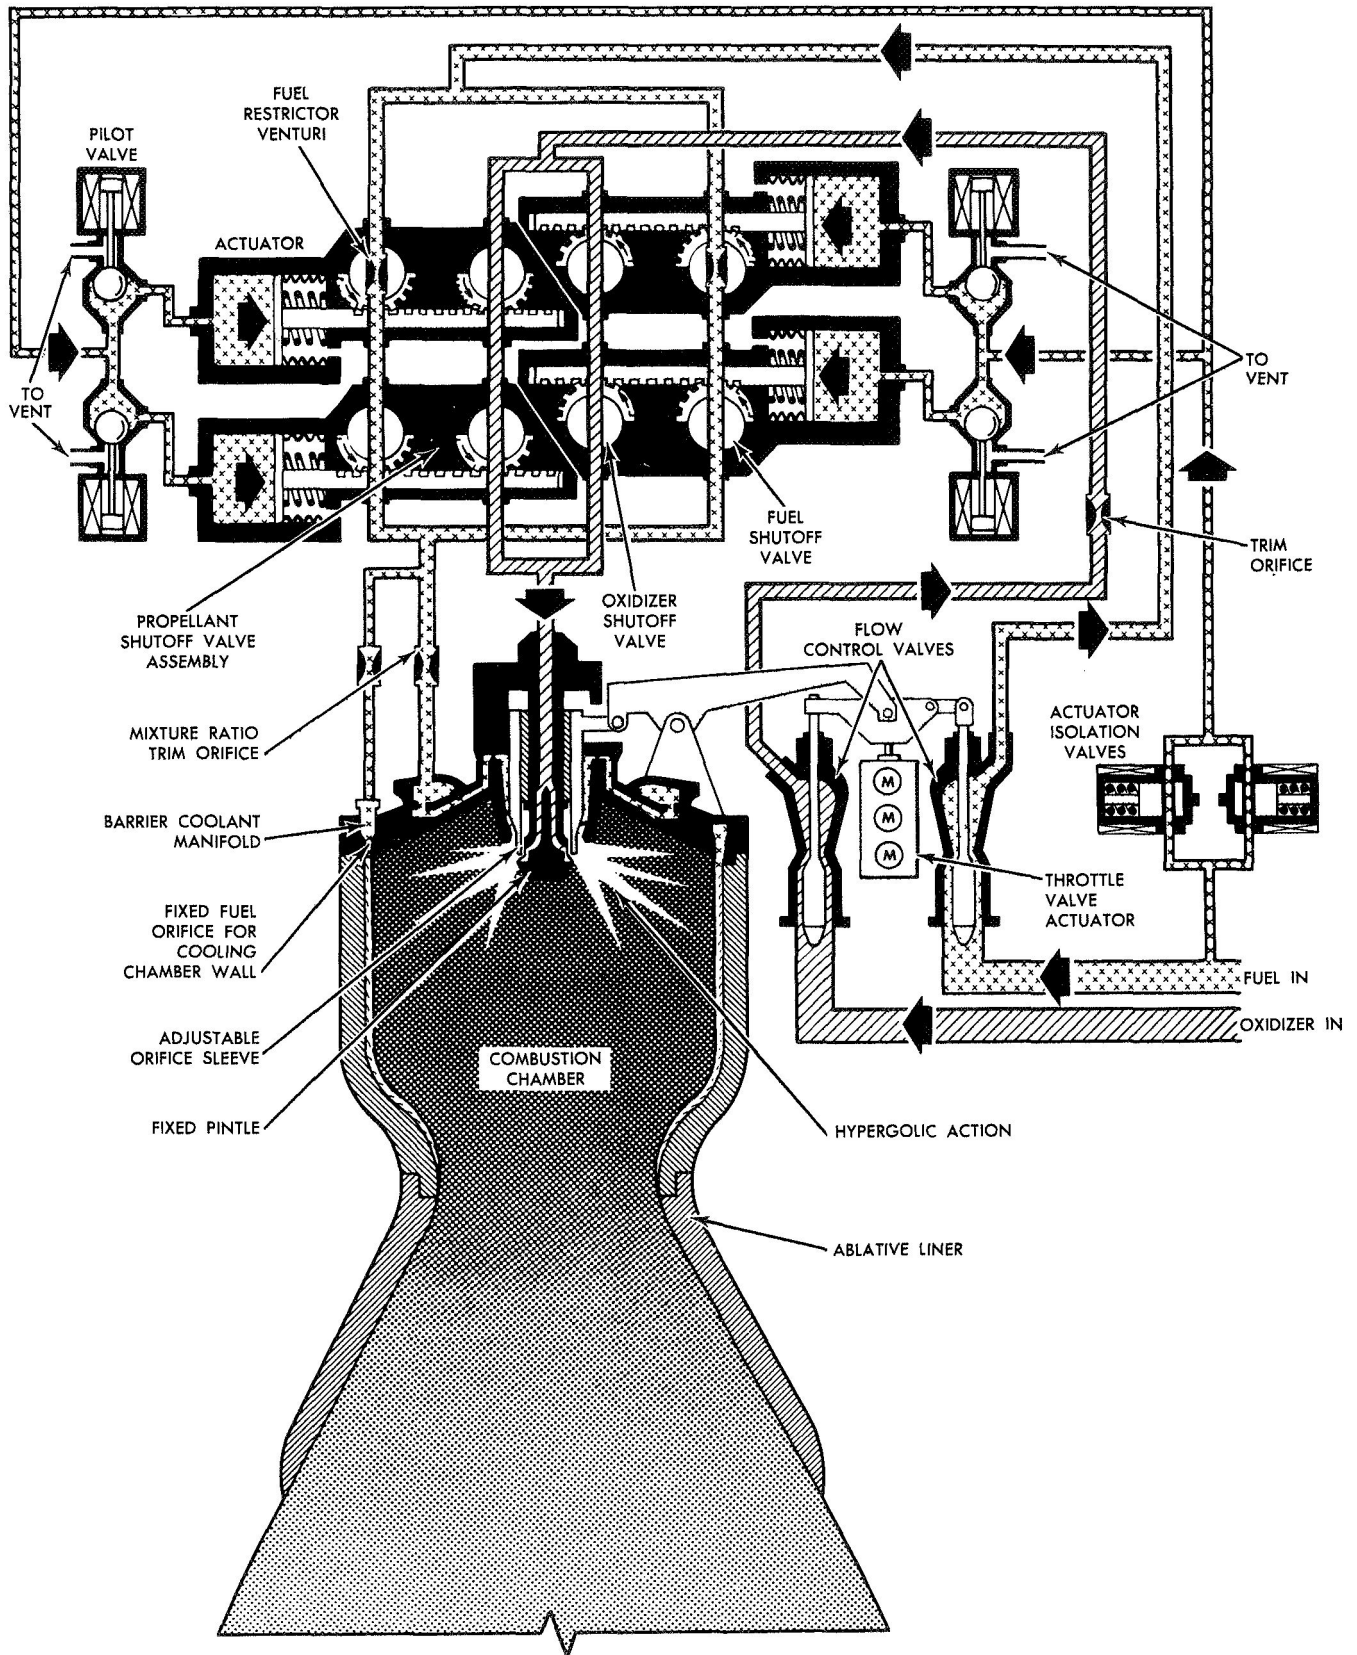 FUEL
RESTRICTOR
VENTURI
PILOT
VALVE
ACTUATOR
TO
VENT
TO
VENT
FUEL
SHUTOFF
VALVE
TRIM
ORIFICE
PROPELLANT
SHUTOFF VALVE
ASSEMBLY
OXIDIZER
SHUTOFF
VALVE
FLOW
CONTROL VALVES
MIXTURE RATIO
TRIM ORIFICE
ACTUATOR
ISOLATION
VALVES
M
M
M
BARRIER COOLANT
MANIFOLD
THROTTLE
VALVE
ACTUATOR
FIXED FUEL
ORIFICE FOR
COOLING
CHAMBER WALL
FUEL IN
OXIDIZER IN
ADJUSTABLE
ORIFICE SLEEVE
COMBUSTION
CHAMBER
FIXED PINTLE
HYPERGOLIC ACTION
ABLATIVE LINER